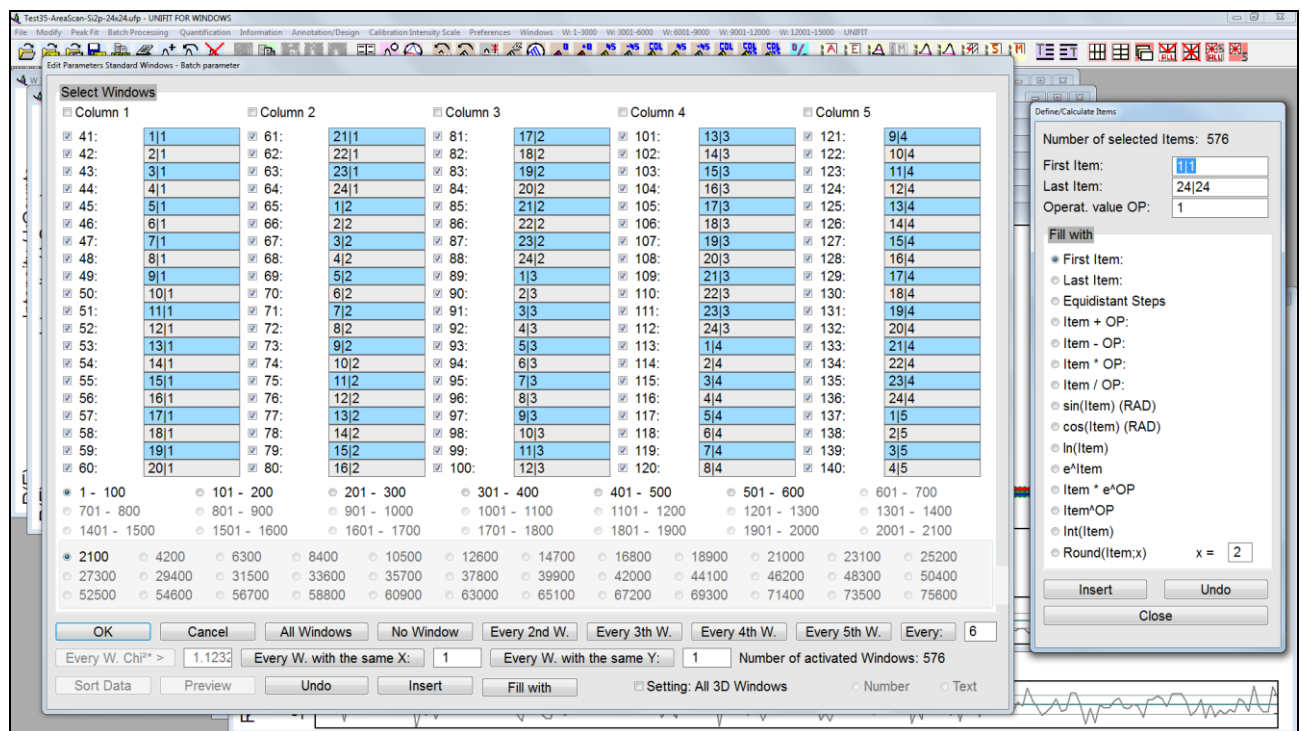 Test35-AreaScan-Si2p-24x24.ufp - UNIFIT FOR WINDOWS
File Modify Peak Fit Batch Processing Quantification Information Annotation/Design Calibration Intensity Scale Preferences Windows W: 1-3000 W: 3001-6000 W: 6001-9000 W: 9001-12000 W: 12001-15000 UNIFIT
Edit Parameters Standard Windows - Batch parameter
Select Windows
Column 1 Column 2 Column 3 Column 4 Column 5
41: 1|1 61: 21|1 81: 17|2 101: 13|3 121: 9|4
42: 2|1 62: 22|1 82: 18|2 102: 14|3 122: 10|4
43: 3|1 63: 23|1 83: 19|2 103: 15|3 123: 11|4
44: 4|1 64: 24|1 84: 20|2 104: 16|3 124: 12|4
45: 5|1 65: 1|2 85: 21|2 105: 17|3 125: 13|4
46: 6|1 66: 2|2 86: 22|2 106: 18|3 126: 14|4
47: 7|1 67: 3|2 87: 23|2 107: 19|3 127: 15|4
48: 8|1 68: 4|2 88: 24|2 108: 20|3 128: 16|4
49: 9|1 69: 5|2 89: 1|3 109: 21|3 129: 17|4
50: 10|1 70: 6|2 90: 2|3 110: 22|3 130: 18|4
51: 11|1 71: 7|2 91: 3|3 111: 23|3 131: 19|4
52: 12|1 72: 8|2 92: 4|3 112: 24|3 132: 20|4
53: 13|1 73: 9|2 93: 5|3 113: 1|4 133: 21|4
54: 14|1 74: 10|2 94: 6|3 114: 2|4 134: 22|4
55: 15|1 75: 11|2 95: 7|3 115: 3|4 135: 23|4
56: 16|1 76: 12|2 96: 8|3 116: 4|4 136: 24|4
57: 17|1 77: 13|2 97: 9|3 117: 5|4 137: 1|5
58: 18|1 78: 14|2 98: 10|3 118: 6|4 138: 2|5
59: 19|1 79: 15|2 99: 11|3 119: 7|4 139: 3|5
60: 20|1 80: 16|2 100: 12|3 120: 8|4 140: 4|5
1 - 100 101 - 200 201 - 300 301 - 400 401 - 500 501 - 600 601 - 700
701 - 800 801 - 900 901 - 1000 1001 - 1100 1101 - 1200 1201 - 1300 1301 - 1400
1401 - 1500 1501 - 1600 1601 - 1700 1701 - 1800 1801 - 1900 1901 - 2000 2001 - 2100
2100 4200 6300 8400 10500 12600 14700 16800 18900 21000 23100 25200
27300 29400 31500 33600 35700 37800 39900 42000 44100 46200 48300 50400
52500 54600 56700 58800 60900 63000 65100 67200 69300 71400 73500 75600
OK Cancel All Windows No Window Every 2nd W. Every 3th W. Every 4th W. Every 5th W. Every: 6
Every W. Chi²* > 1.1232 Every W. with the same X: 1 Every W. with the same Y: 1 Number of activated Windows: 576
Sort Data Preview Undo Insert Fill with Setting: All 3D Windows Number Text
Define/Calculate Items
Number of selected Items: 576
First Item: 1|1
Last Item: 24|24
Operat. value OP: 1
Fill with
First Item:
Last Item:
Equidistant Steps
Item + OP:
Item - OP:
Item * OP:
Item / OP:
sin(Item) (RAD)
cos(Item) (RAD)
ln(Item)
e^Item
Item * e^OP
Item^OP
Int(Item)
Round(Item;x) x = 2
Insert Undo
Close